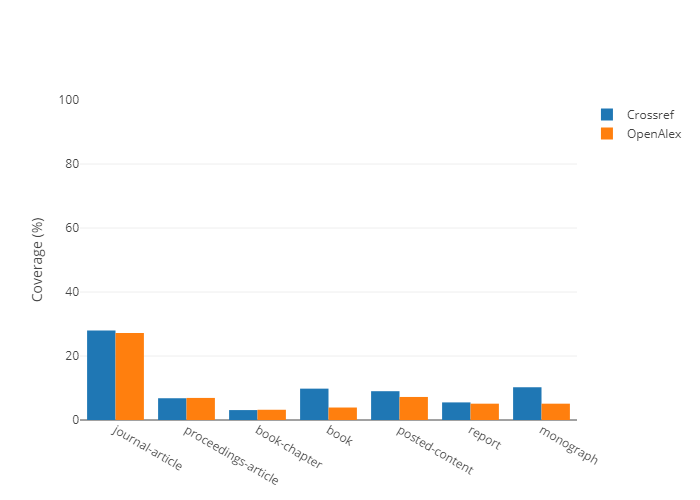 100
80
60
40
20
0
Coverage (%)
journal-article
proceedings-article
book-chapter
book
posted-content
report
monograph
Crossref
OpenAlex